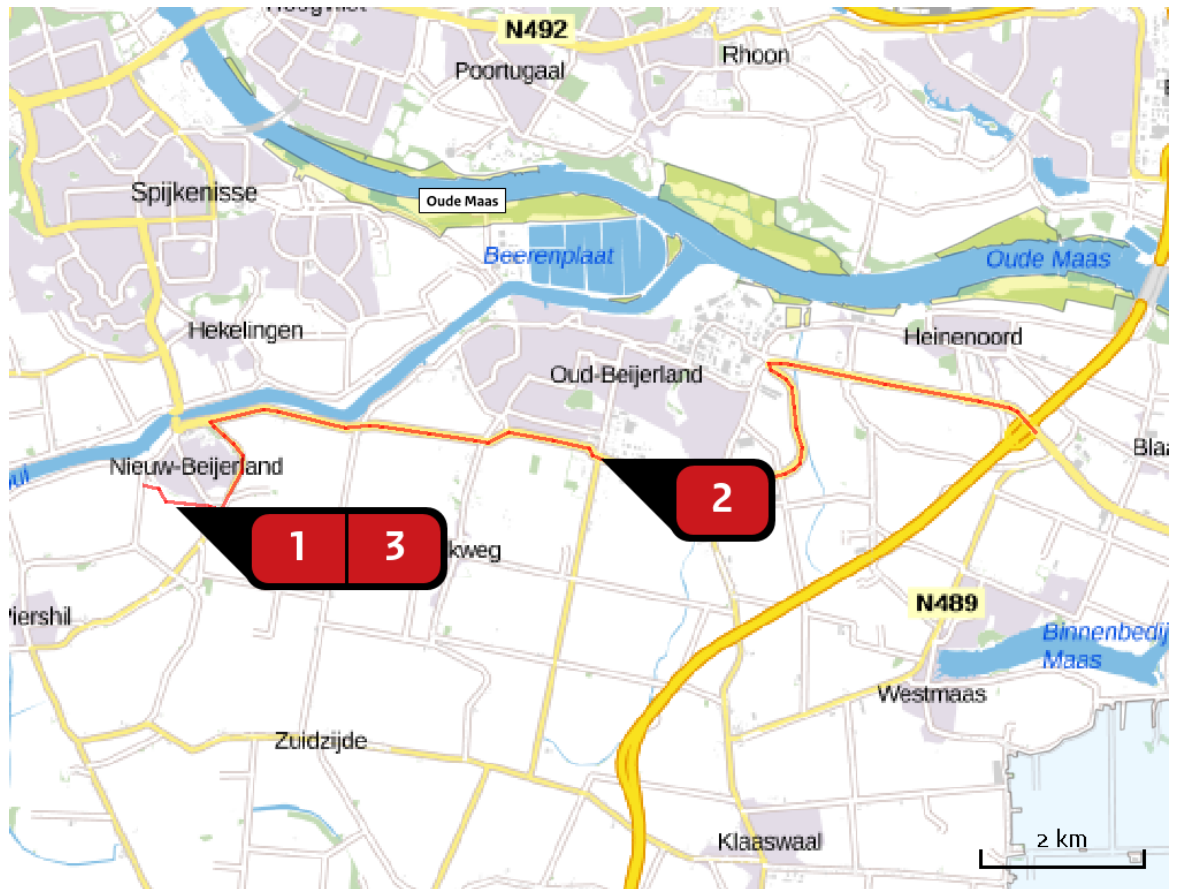 N492
Rhoon
Poortugaal
Spijkenisse
Oude Maas
Beerenplaat
Oude Maas
Hekelingen
Heinenoord
Oud-Beijerland
Nieuw-Beijerland
2
1 3
kweg
N489
Binnenbedij
Maas
Westmaas
Zuidzijde
Klaaswaal
2 km